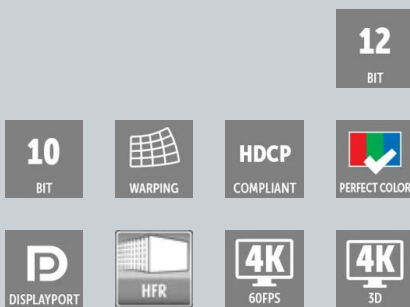 12
BIT
10
BIT
WARPING
HDCP
COMPLIANT
PERFECT COLOR
DISPLAYPORT
HFR
4K
60FPS
4K
3D